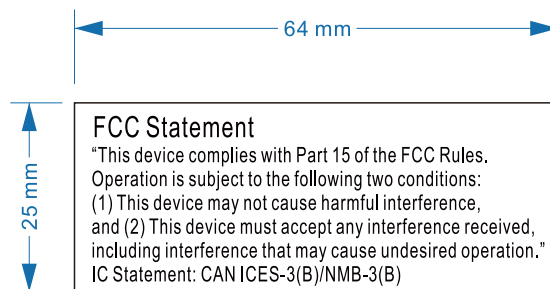 64 mm
25 mm
FCC Statement
“This device complies with Part 15 of the FCC Rules.
Operation is subject to the following two conditions:
(1) This device may not cause harmful interference,
and (2) This device must accept any interference received,
including interference that may cause undesired operation.”
IC Statement: CAN ICES-3(B)/NMB-3(B)